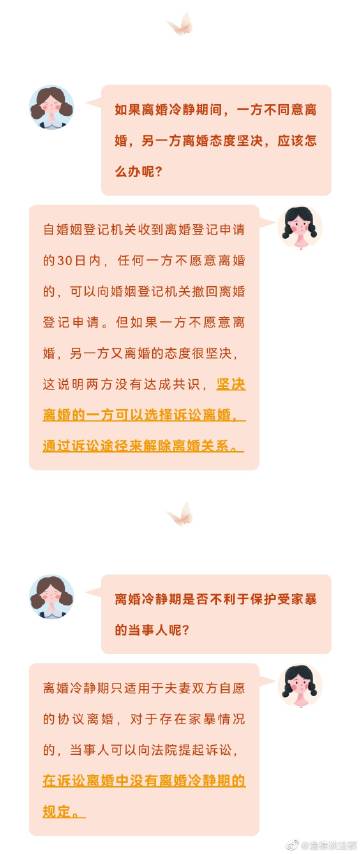 如果离婚冷静期间，一方不同意离
婚，另一方离婚态度坚决，应该怎
么办呢？
自婚姻登记机关收到离婚登记申请
的30日内，任何一方不愿意离婚
的，可以向婚姻登记机关撤回离婚
登记申请。但如果一方不愿意离
婚，另一方又离婚的态度很坚决，
这说明两方没有达成共识，坚决
离婚的一方可以选择诉讼离婚，
通过诉讼途径来解除离婚关系。
离婚冷静期是否不利于保护受家暴
的当事人呢？
离婚冷静期只适用于夫妻双方自愿
的协议离婚，对于存在家暴情况
的，当事人可以向法院提起诉讼，
在诉讼离婚中没有离婚冷静期的
规定。